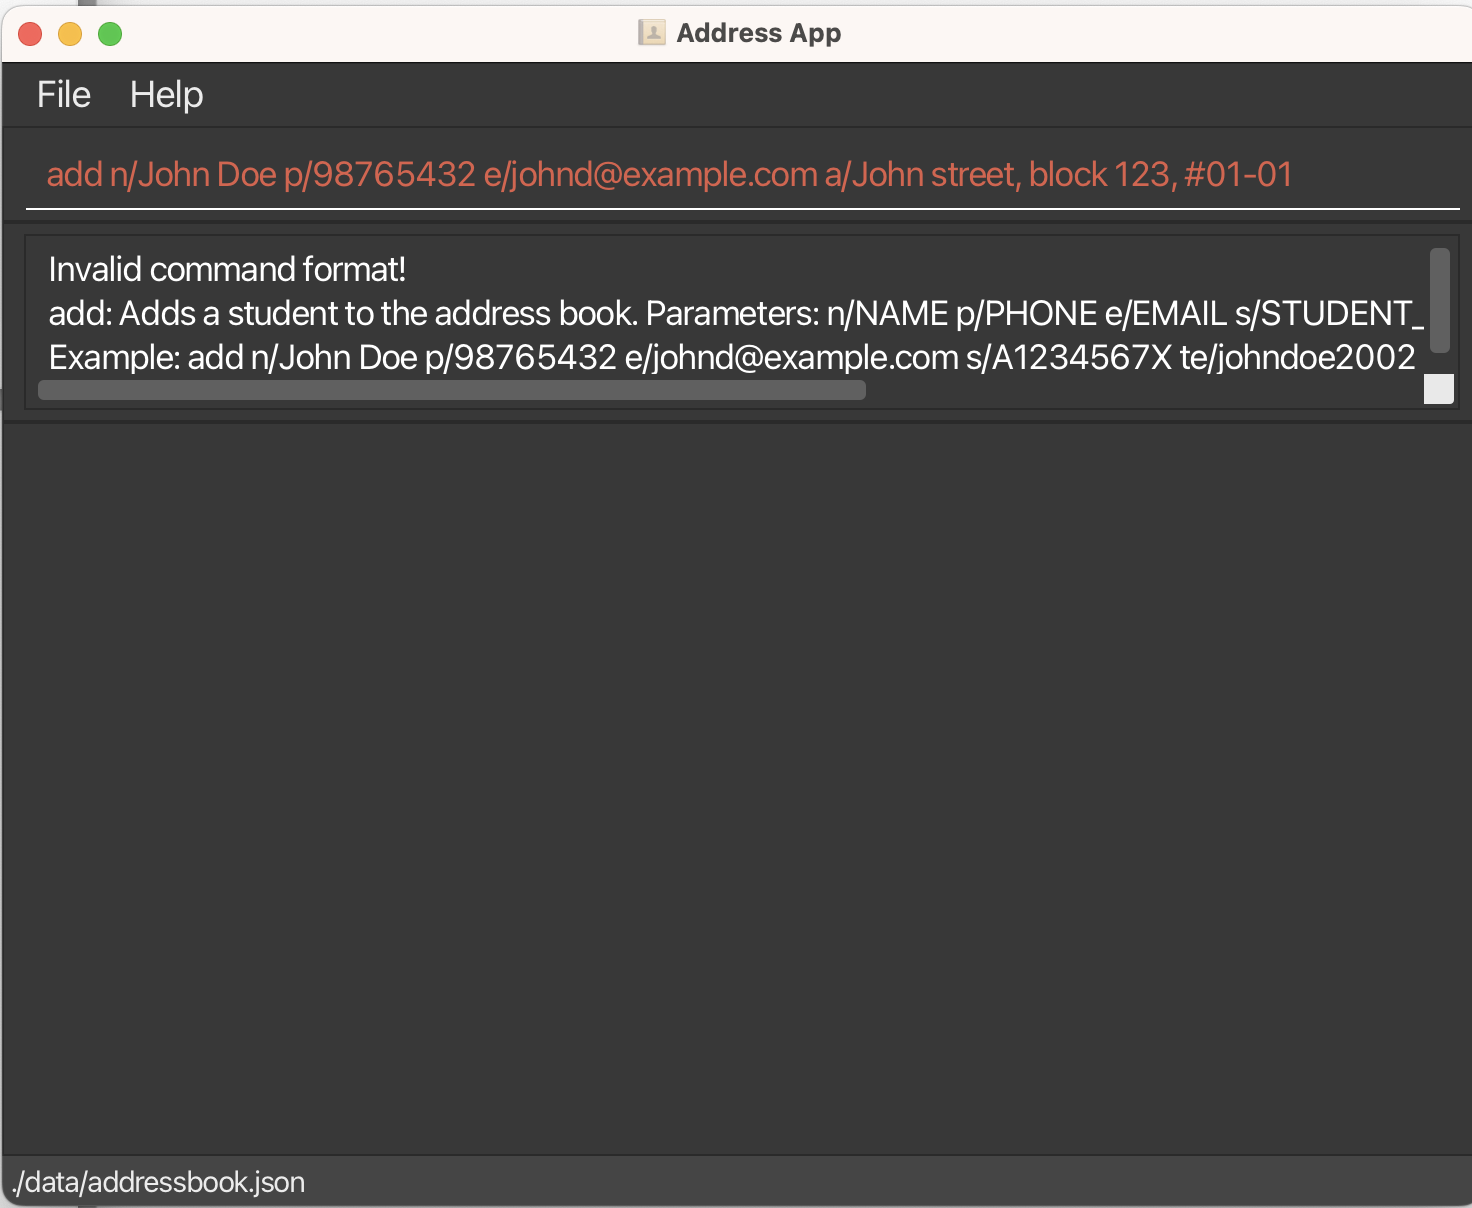 Address App
File Help
add n/John Doe p/98765432 e/johnd@example.com a/John street, block 123, #01-01
Invalid command format!
add: Adds a student to the address book. Parameters: n/NAME p/PHONE e/EMAIL s/STUDENT_
Example: add n/John Doe p/98765432 e/johnd@example.com s/A1234567X te/johndoe2002
./data/addressbook.json